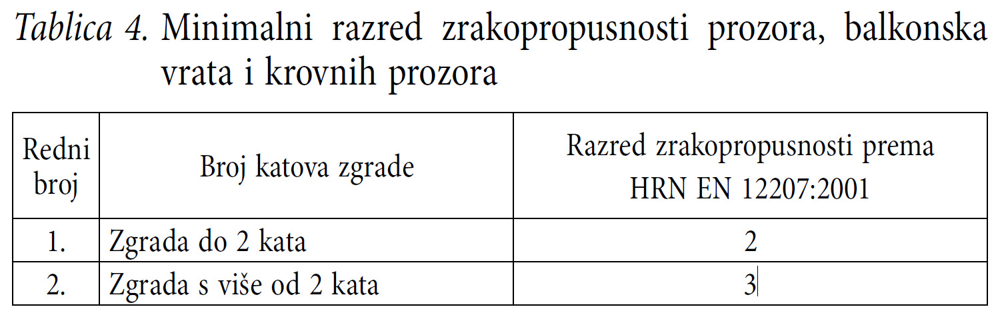 Tablica 4. Minimalni razred zrakopropusnosti prozora, balkonska
vrata i krovnih prozora
Redni
broj
Broj katova zgrade
Razred zrakopropusnosti prema
HRN EN 12207:2001
1. Zgrada do 2 kata 2
2. Zgrada s više od 2 kata 3